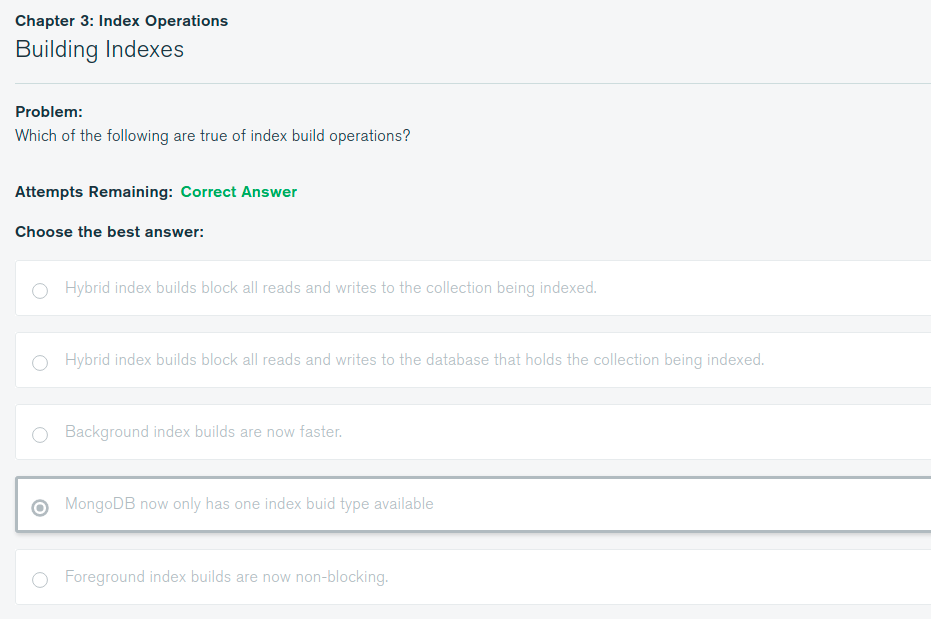 Chapter 3: Index Operations
Building Indexes
Problem:
Which of the following are true of index build operations?
Attempts Remaining: Correct Answer
Choose the best answer:
Hybrid index builds block all reads and writes to the collection being indexed.
Hybrid index builds block all reads and writes to the database that holds the collection being indexed.
Background index builds are now faster.
MongoDB now only has one index buid type available
Foreground index builds are now non-blocking.